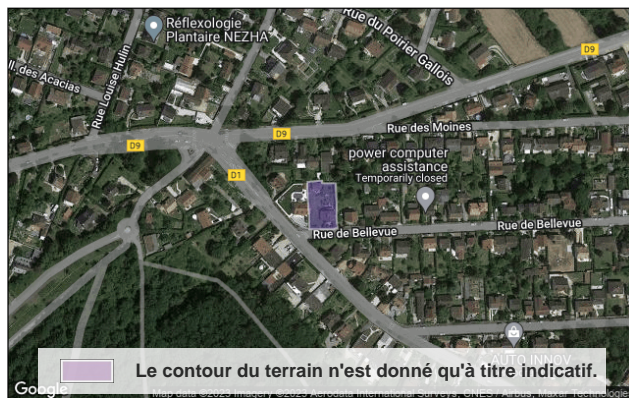 Réflexologie
Plantaire NEZHA
Rue du Poirier Gallois
All. des Acacias
Rue Louise Hulin
D9
D9
D9
Rue des Moines
D1
power computer
assistance
Temporarily closed
Rue de Bellevue
Rue de Bellevue
AUTO INNOV
Le contour du terrain n'est donné qu'à titre indicatif.
Google
Map data ©2023 Imagery ©2023 Aerodata International Surveys, CNES / Airbus, Maxar Technologie